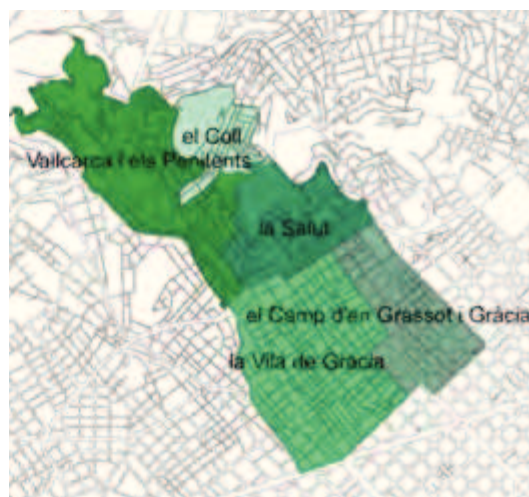 el Coll
Vallcarca i els Penitents
la Salut
el Camp d'en Grassot i Gràcia
la Vila de Gràcia